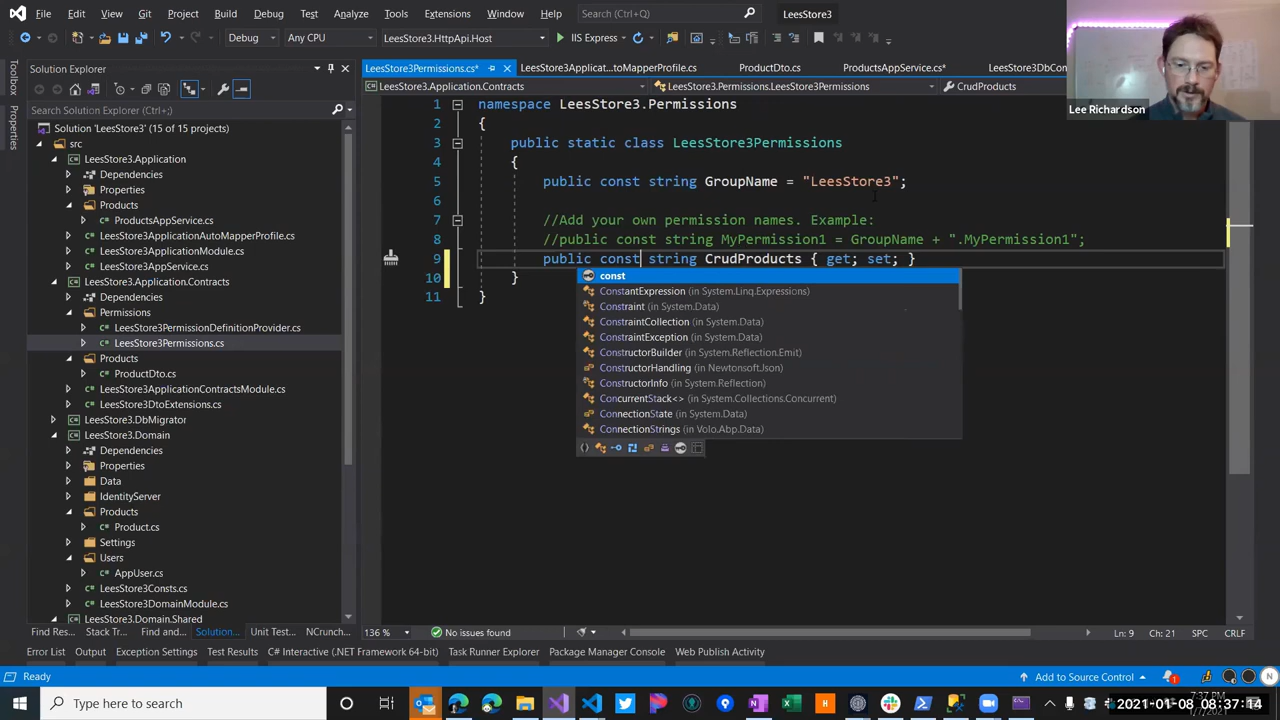 File Edit View Git Project Build Debug Test Analyze Tools Extensions Window Help Search (Ctrl+Q) LeesStore3
Debug Any CPU LeesStore3.HttpApi.Host IIS Express
Lee Richardson
Toolbox
Test Explorer
Solution Explorer
Search Solution Explorer (Ctrl+;)
Solution 'LeesStore3' (15 of 15 projects)
src
LeesStore3.Application
Dependencies
Properties
Products
ProductsAppService.cs
LeesStore3ApplicationAutoMapperProfile.cs
LeesStore3ApplicationModule.cs
LeesStore3.Application.Contracts
Dependencies
Permissions
LeesStore3PermissionDefinitionProvider.cs
LeesStore3Permissions.cs
Products
ProductDto.cs
LeesStore3ApplicationContractsModule.cs
LeesStore3DtoExtensions.cs
LeesStore3.DbMigrator
LeesStore3.Domain
Dependencies
Properties
Data
IdentityServer
Products
Product.cs
Settings
Users
AppUser.cs
LeesStore3Consts.cs
LeesStore3DomainModule.cs
LeesStore3.Domain.Shared
Find Res... Stack Tr... Find and... Solution... Unit Test... NCrunch...
LeesStore3Permissions.cs* LeesStore3Applicat...toMapperProfile.cs ProductDto.cs ProductsAppService.cs* LeesStore3DbCon
LeesStore3.Application.Contracts LeesStore3.Permissions.LeesStore3Permissions CrudProducts
1 namespace LeesStore3.Permissions
2 {
3 public static class LeesStore3Permissions
4 {
5 public const string GroupName = "LeesStore3";
6
7 //Add your own permission names. Example:
8 //public const string MyPermission1 = GroupName + ".MyPermission1";
9 public const string CrudProducts { get; set; }
10 }
11 }
const
ConstantExpression (in System.Linq.Expressions)
Constraint (in System.Data)
ConstraintCollection (in System.Data)
ConstraintException (in System.Data)
ConstructorBuilder (in System.Reflection.Emit)
ConstructorHandling (in Newtonsoft.Json)
ConstructorInfo (in System.Reflection)
ConcurrentStack<> (in System.Collections.Concurrent)
ConnectionState (in System.Data)
ConnectionStrings (in Volo.Abp.Data)
136 % No issues found Ln: 9 Ch: 21 SPC CRLF
Error List Output Exception Settings Test Results C# Interactive (.NET Framework 64-bit) Task Runner Explorer Package Manager Console Web Publish Activity
Ready Add to Source Control 1
Type here to search
7:37 PM
1/7/2021
2021-01-08 08:37:14